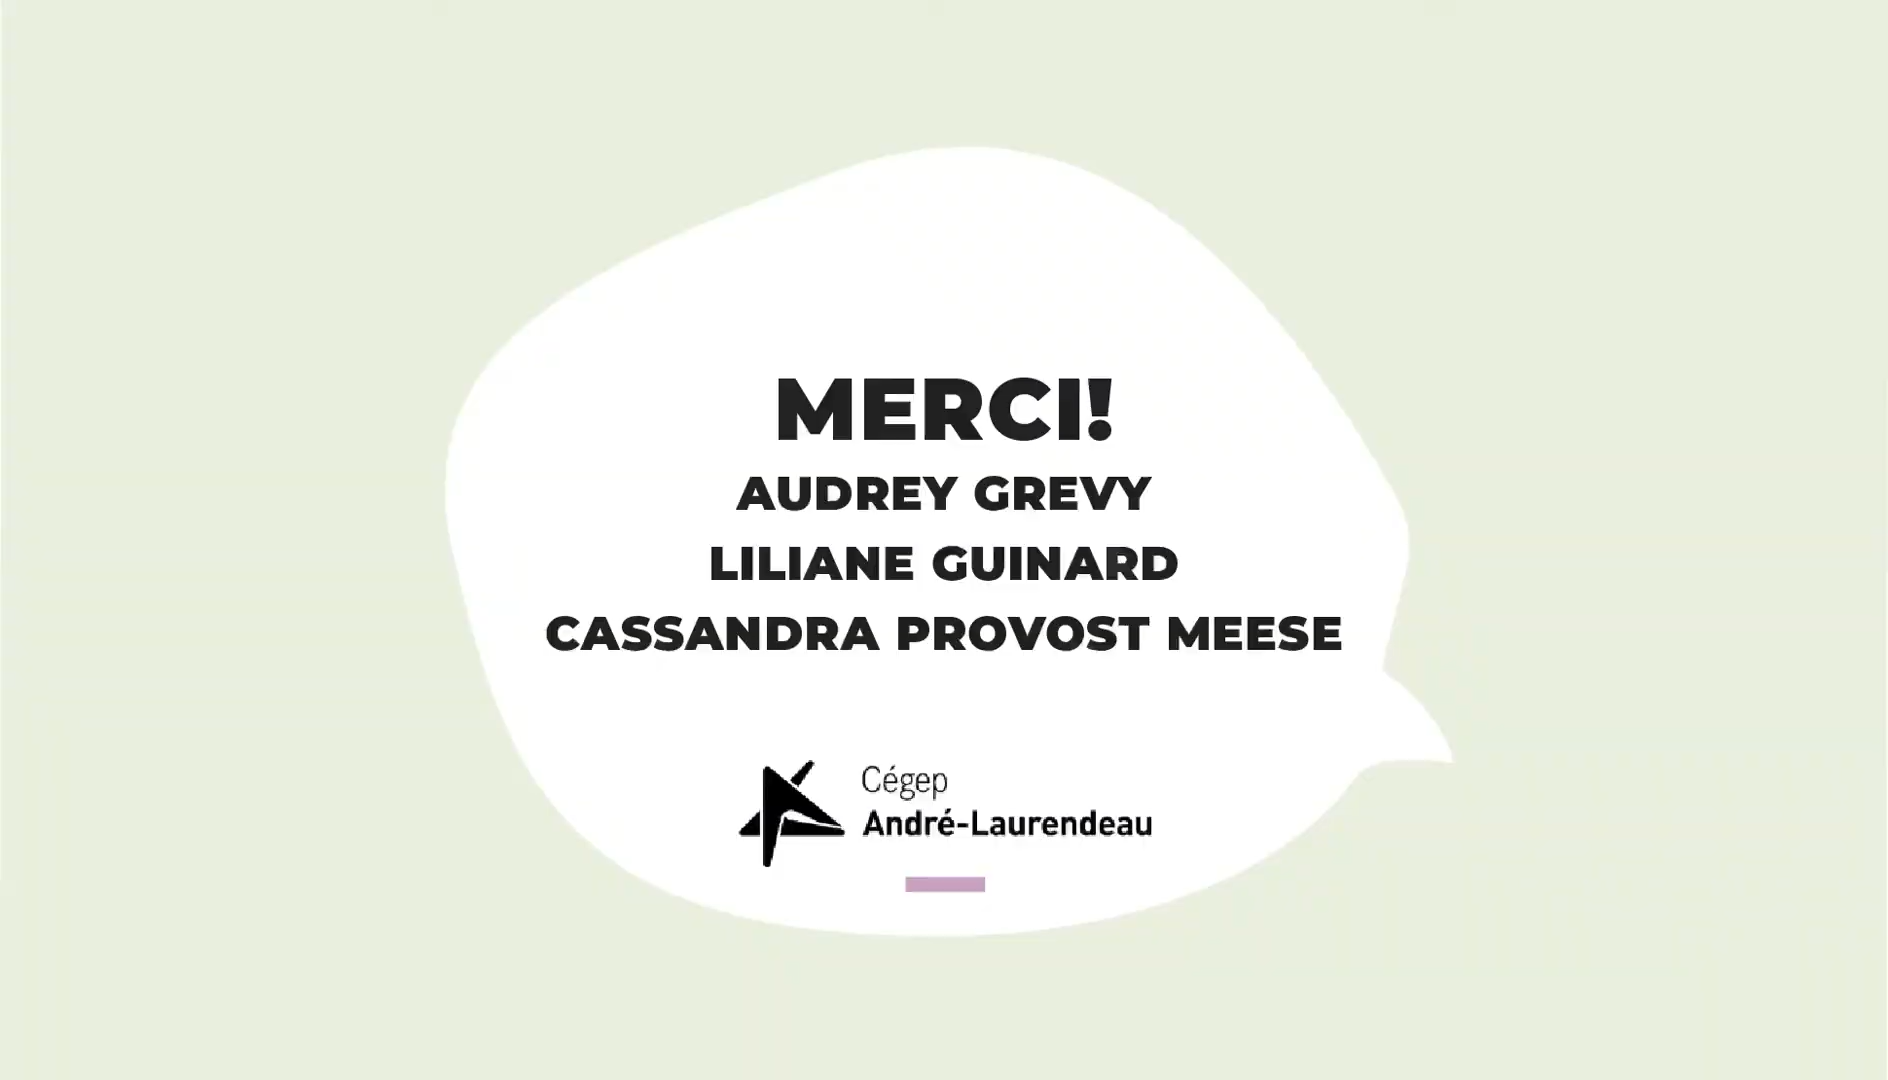 MERCI!
AUDREY GREVY
LILIANE GUINARD
CASSANDRA PROVOST MEESE
Cégep
André-Laurendeau